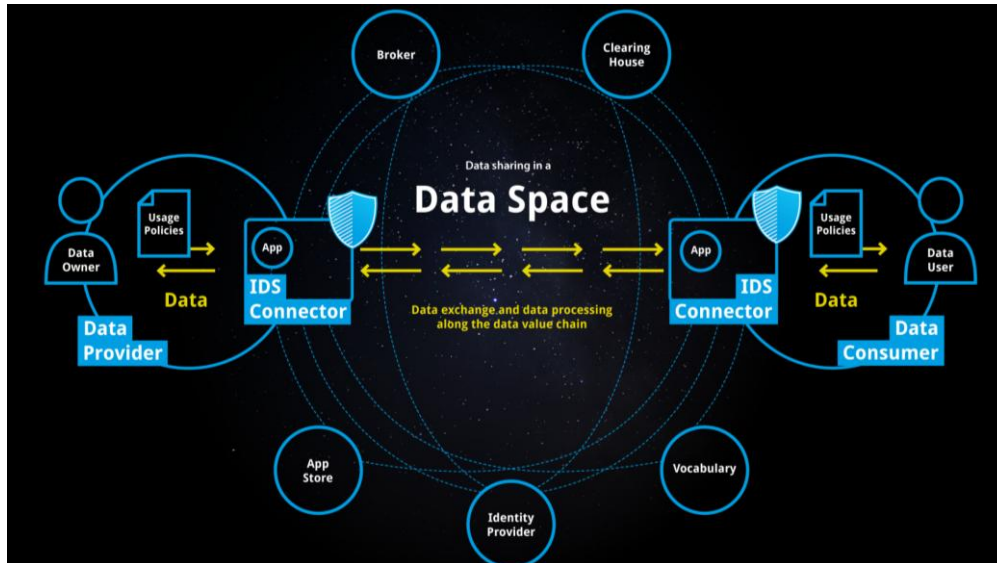 Broker
Clearing
House
Data sharing in a
Data Space
Usage
Policies
Data
Owner
App
Data
IDS
Connector
Data
Provider
Data exchange and data processing
along the data value chain
App
IDS
Connector
Usage
Policies
Data
User
Data
Data
Consumer
App
Store
Identity
Provider
Vocabulary